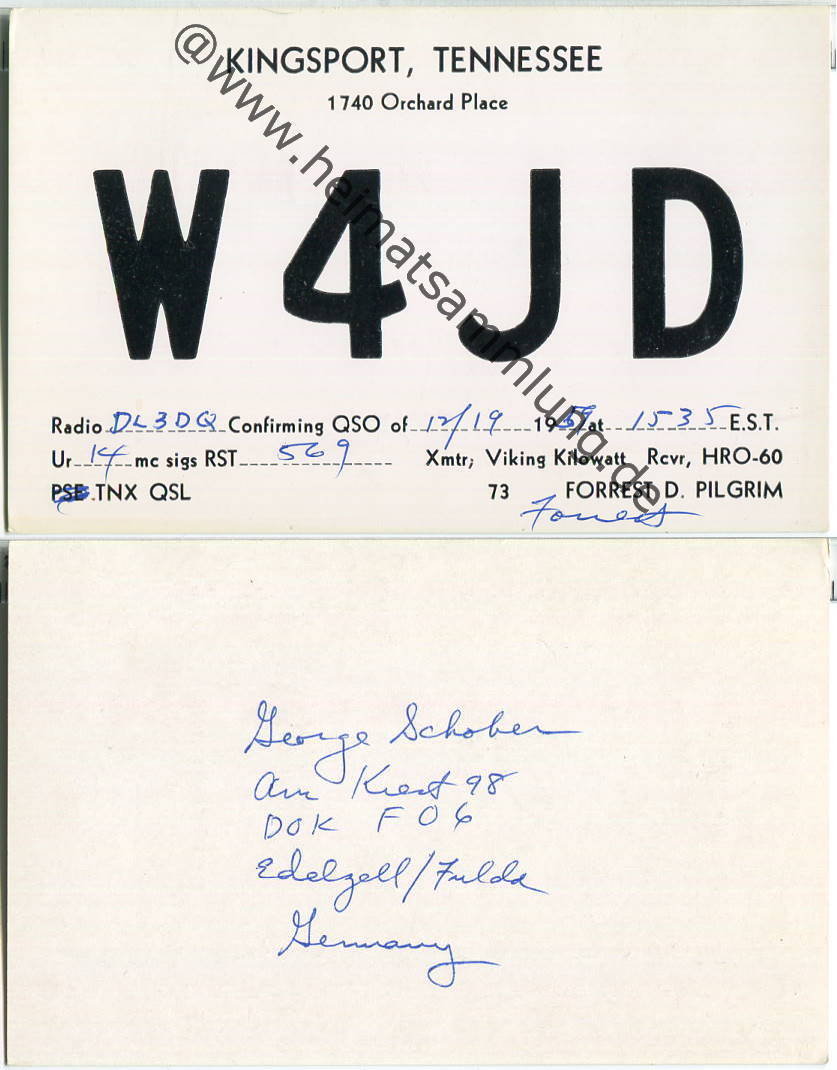 KINGSPORT, TENNESSEE
1740 Orchard Place
W4JD
Radio DL3DQ Confirming QSO of 12/19 1959 at 1535 E.S.T.
Ur 14 mc sigs RST 569 Xmtr; Viking Kilowatt Rcvr, HRO-60
PSE TNX QSL 73 FORREST D. PILGRIM
Forrest
@www.heimatsammlung.de
George Schober
Am 98
DOK F06
Edelzell/Fulda
Germany